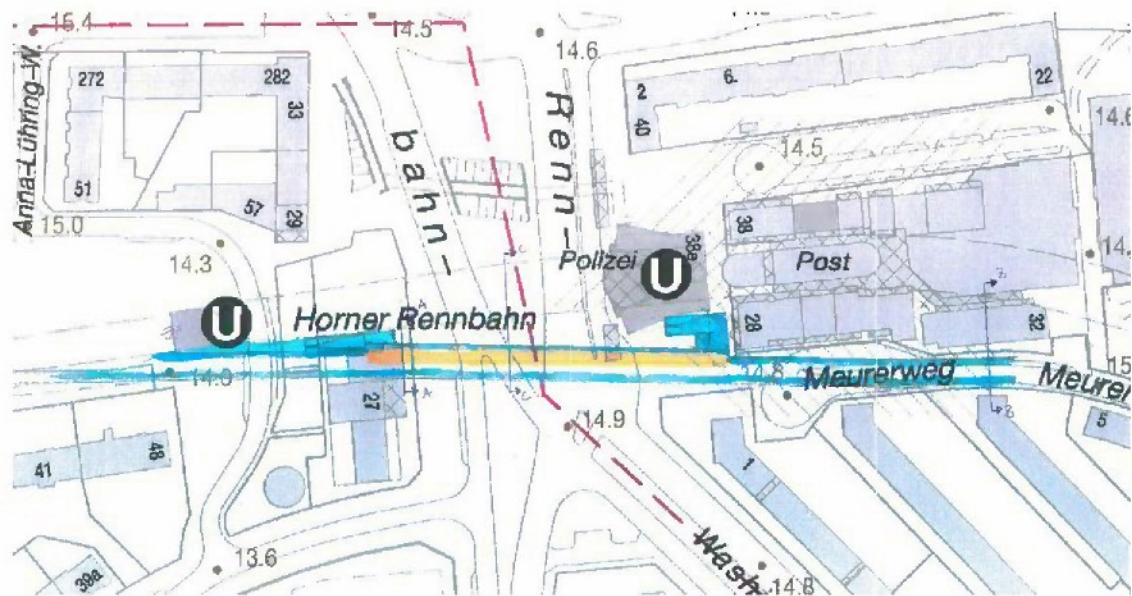 15.4
14.5
14.6
Anna-Lühring-W.
272
282
33
51
57
29
15.0
14.3
bahn-
Renn-
2
6.
22
40
14.5
14.6
38
38a
Polizei
U
Post
U
Horner Rennbahn
28
32
A
A
C
C
B
B
14.9
14.8
Meurerweg
Meurer
15
27
14.9
41
48
1
5
39a
13.6
Wash
14.8